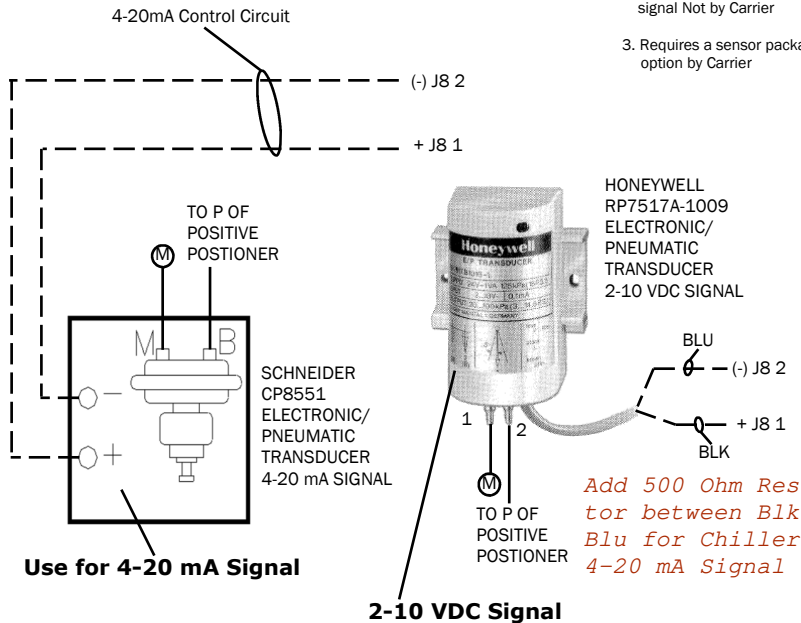 4-20mA Control Circuit
signal Not by Carrier
3. Requires a sensor packa
option by Carrier
(-) J8 2
+ J8 1
TO P OF
POSITIVE
POSTIONER
M
M B
SCHNEIDER
CP8551
ELECTRONIC/
PNEUMATIC
TRANSDUCER
4-20 mA SIGNAL
−
+
Use for 4-20 mA Signal
HONEYWELL
RP7517A-1009
ELECTRONIC/
PNEUMATIC
TRANSDUCER
2-10 VDC SIGNAL
Honeywell
E/P TRANSDUCER
BLU
(-) J8 2
+ J8 1
BLK
1 2
M
TO P OF
POSITIVE
POSTIONER
Add 500 Ohm Res
tor between Blk
Blu for Chiller
4-20 mA Signal
2-10 VDC Signal